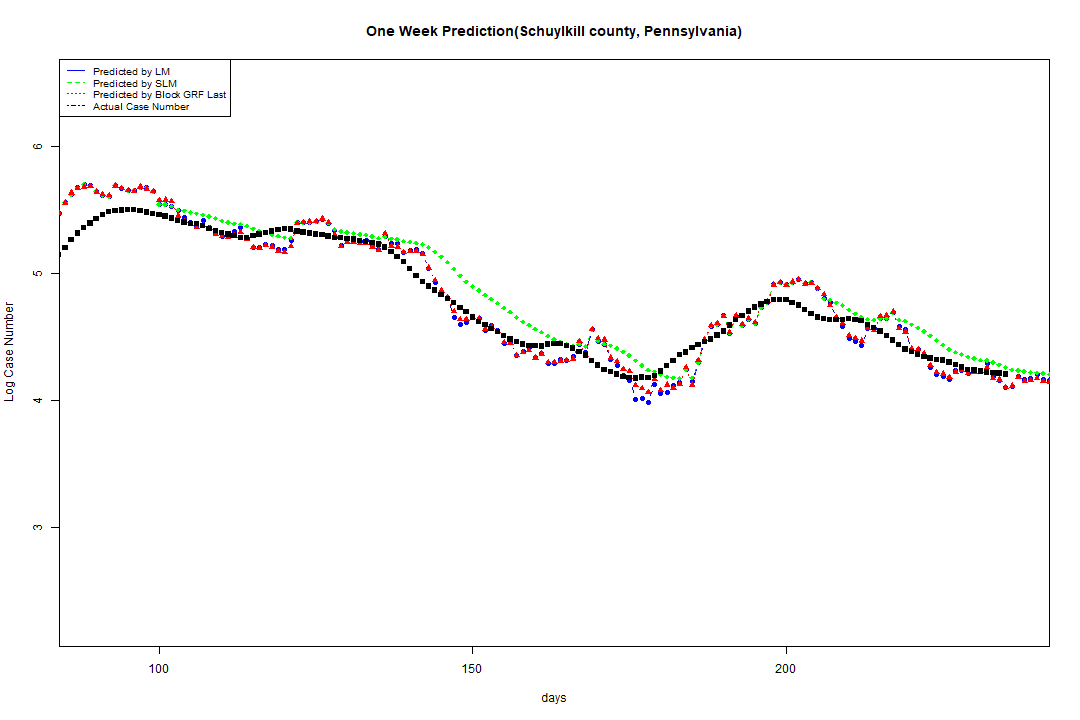 One Week Prediction(Schuylkill county, Pennsylvania)
Predicted by LM
Predicted by SLM
Predicted by Block GRF Last
Actual Case Number
6
5
4
3
Log Case Number
100 150 200
days